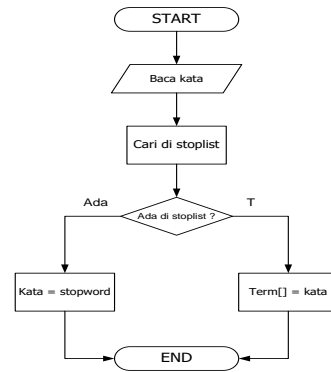 START
Baca kata
Cari di stoplist
Ada di stoplist ?
Ada
T
Kata = stopword
Term[] = kata
END